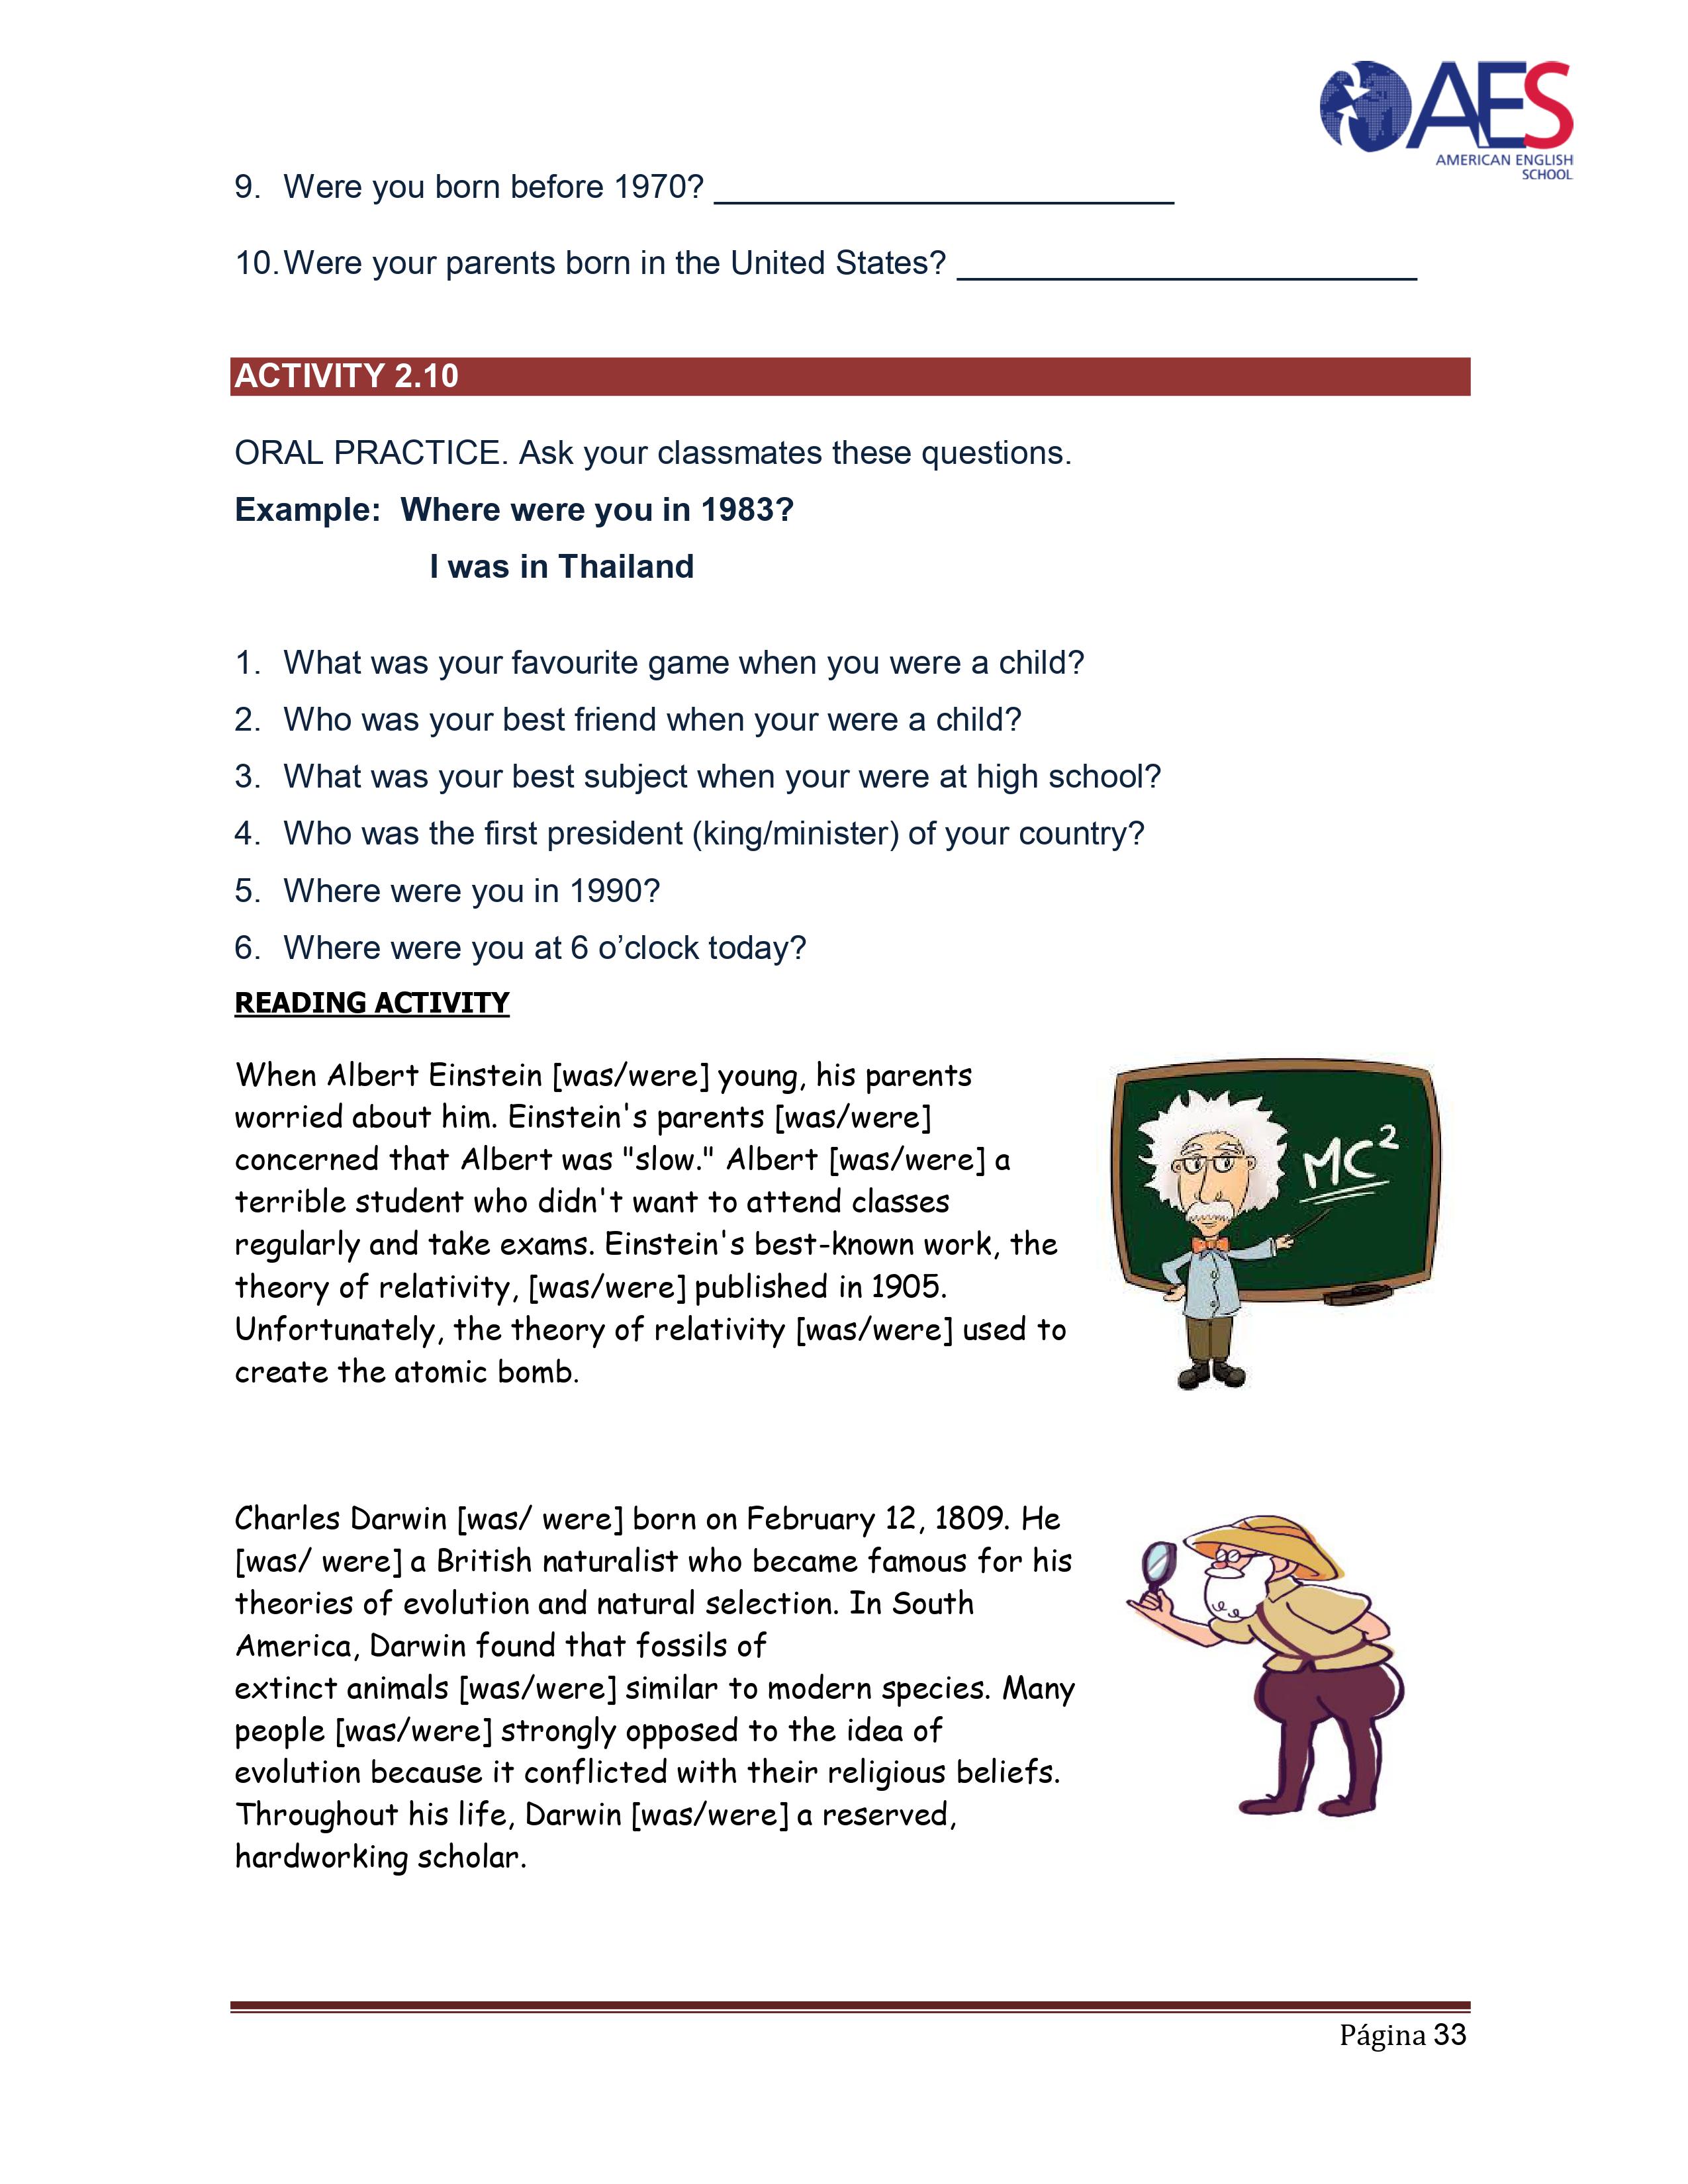 AES
AMERICAN ENGLISH
SCHOOL
9. Were you born before 1970? _________________________
10. Were your parents born in the United States? _________________________
ACTIVITY 2.10
ORAL PRACTICE. Ask your classmates these questions.
Example: Where were you in 1983?
I was in Thailand
1. What was your favourite game when you were a child?
2. Who was your best friend when your were a child?
3. What was your best subject when your were at high school?
4. Who was the first president (king/minister) of your country?
5. Where were you in 1990?
6. Where were you at 6 o’clock today?
READING ACTIVITY
When Albert Einstein [was/were] young, his parents
worried about him. Einstein's parents [was/were]
concerned that Albert was "slow." Albert [was/were] a
terrible student who didn't want to attend classes
regularly and take exams. Einstein's best-known work, the
theory of relativity, [was/were] published in 1905.
Unfortunately, the theory of relativity [was/were] used to
create the atomic bomb.
MC²
Charles Darwin [was/ were] born on February 12, 1809. He
[was/ were] a British naturalist who became famous for his
theories of evolution and natural selection. In South
America, Darwin found that fossils of
extinct animals [was/were] similar to modern species. Many
people [was/were] strongly opposed to the idea of
evolution because it conflicted with their religious beliefs.
Throughout his life, Darwin [was/were] a reserved,
hardworking scholar.
Página 33